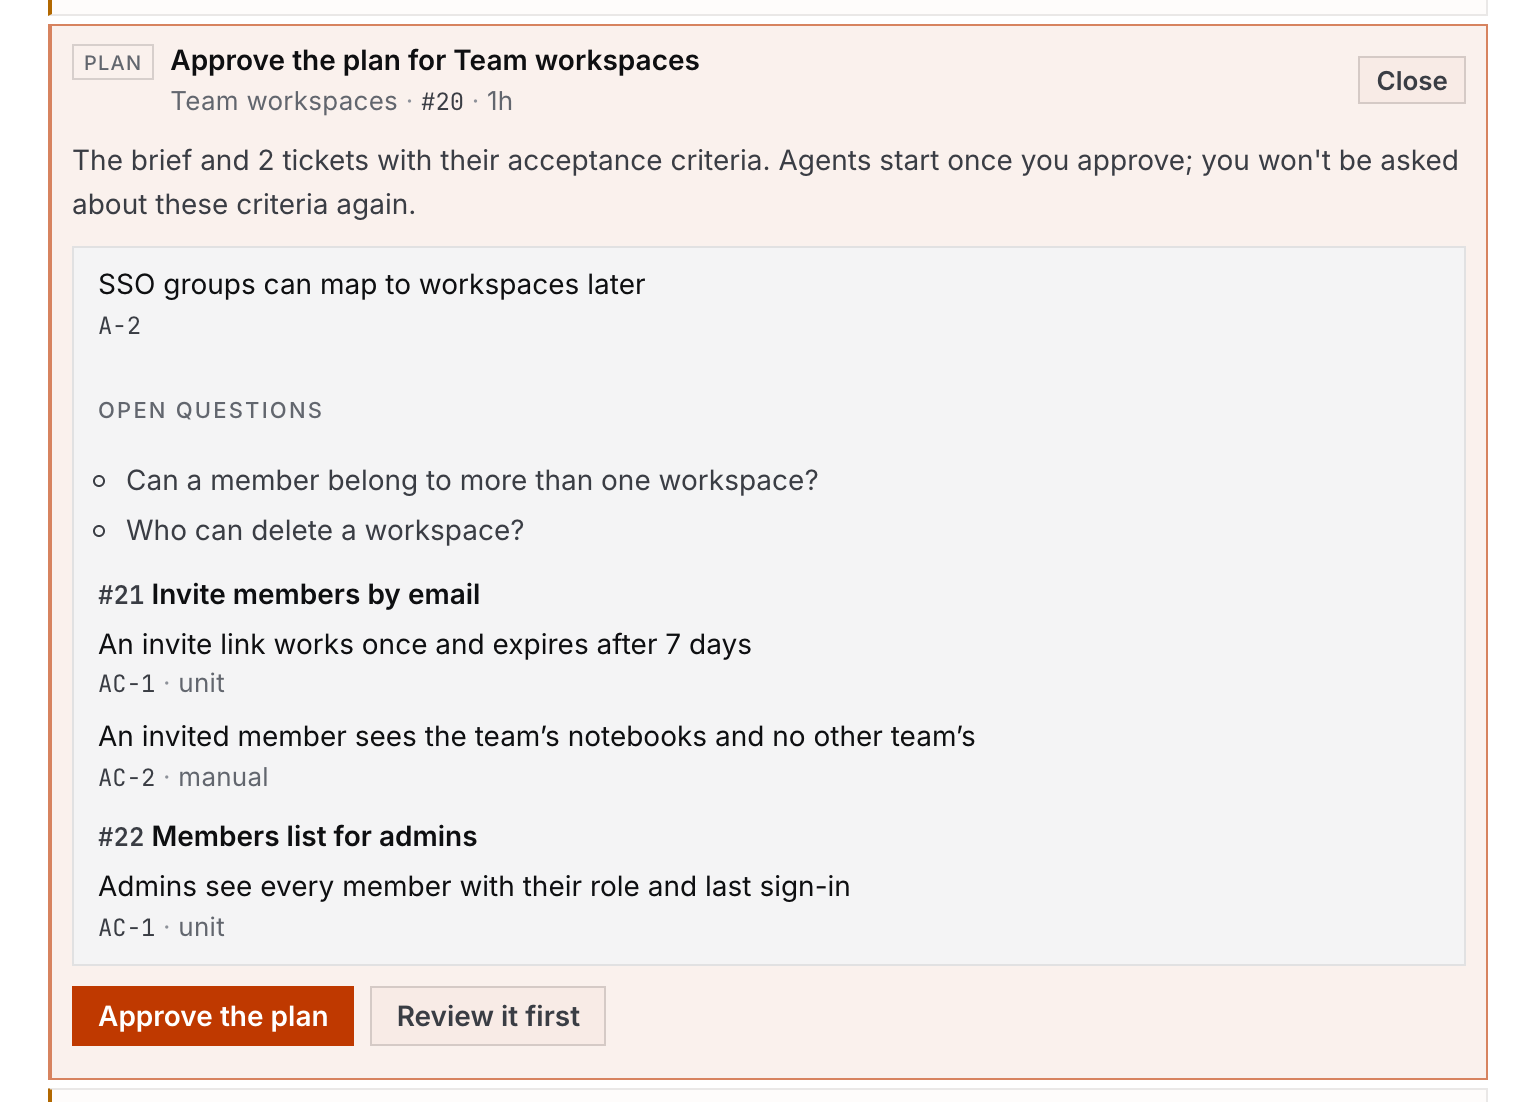 PLAN
Approve the plan for Team workspaces
Team workspaces · #20 · 1h
Close
The brief and 2 tickets with their acceptance criteria. Agents start once you approve; you won't be asked
about these criteria again.
SSO groups can map to workspaces later
A-2
OPEN QUESTIONS
Can a member belong to more than one workspace?
Who can delete a workspace?
#21 Invite members by email
An invite link works once and expires after 7 days
AC-1 · unit
An invited member sees the team’s notebooks and no other team’s
AC-2 · manual
#22 Members list for admins
Admins see every member with their role and last sign-in
AC-1 · unit
Approve the plan
Review it first